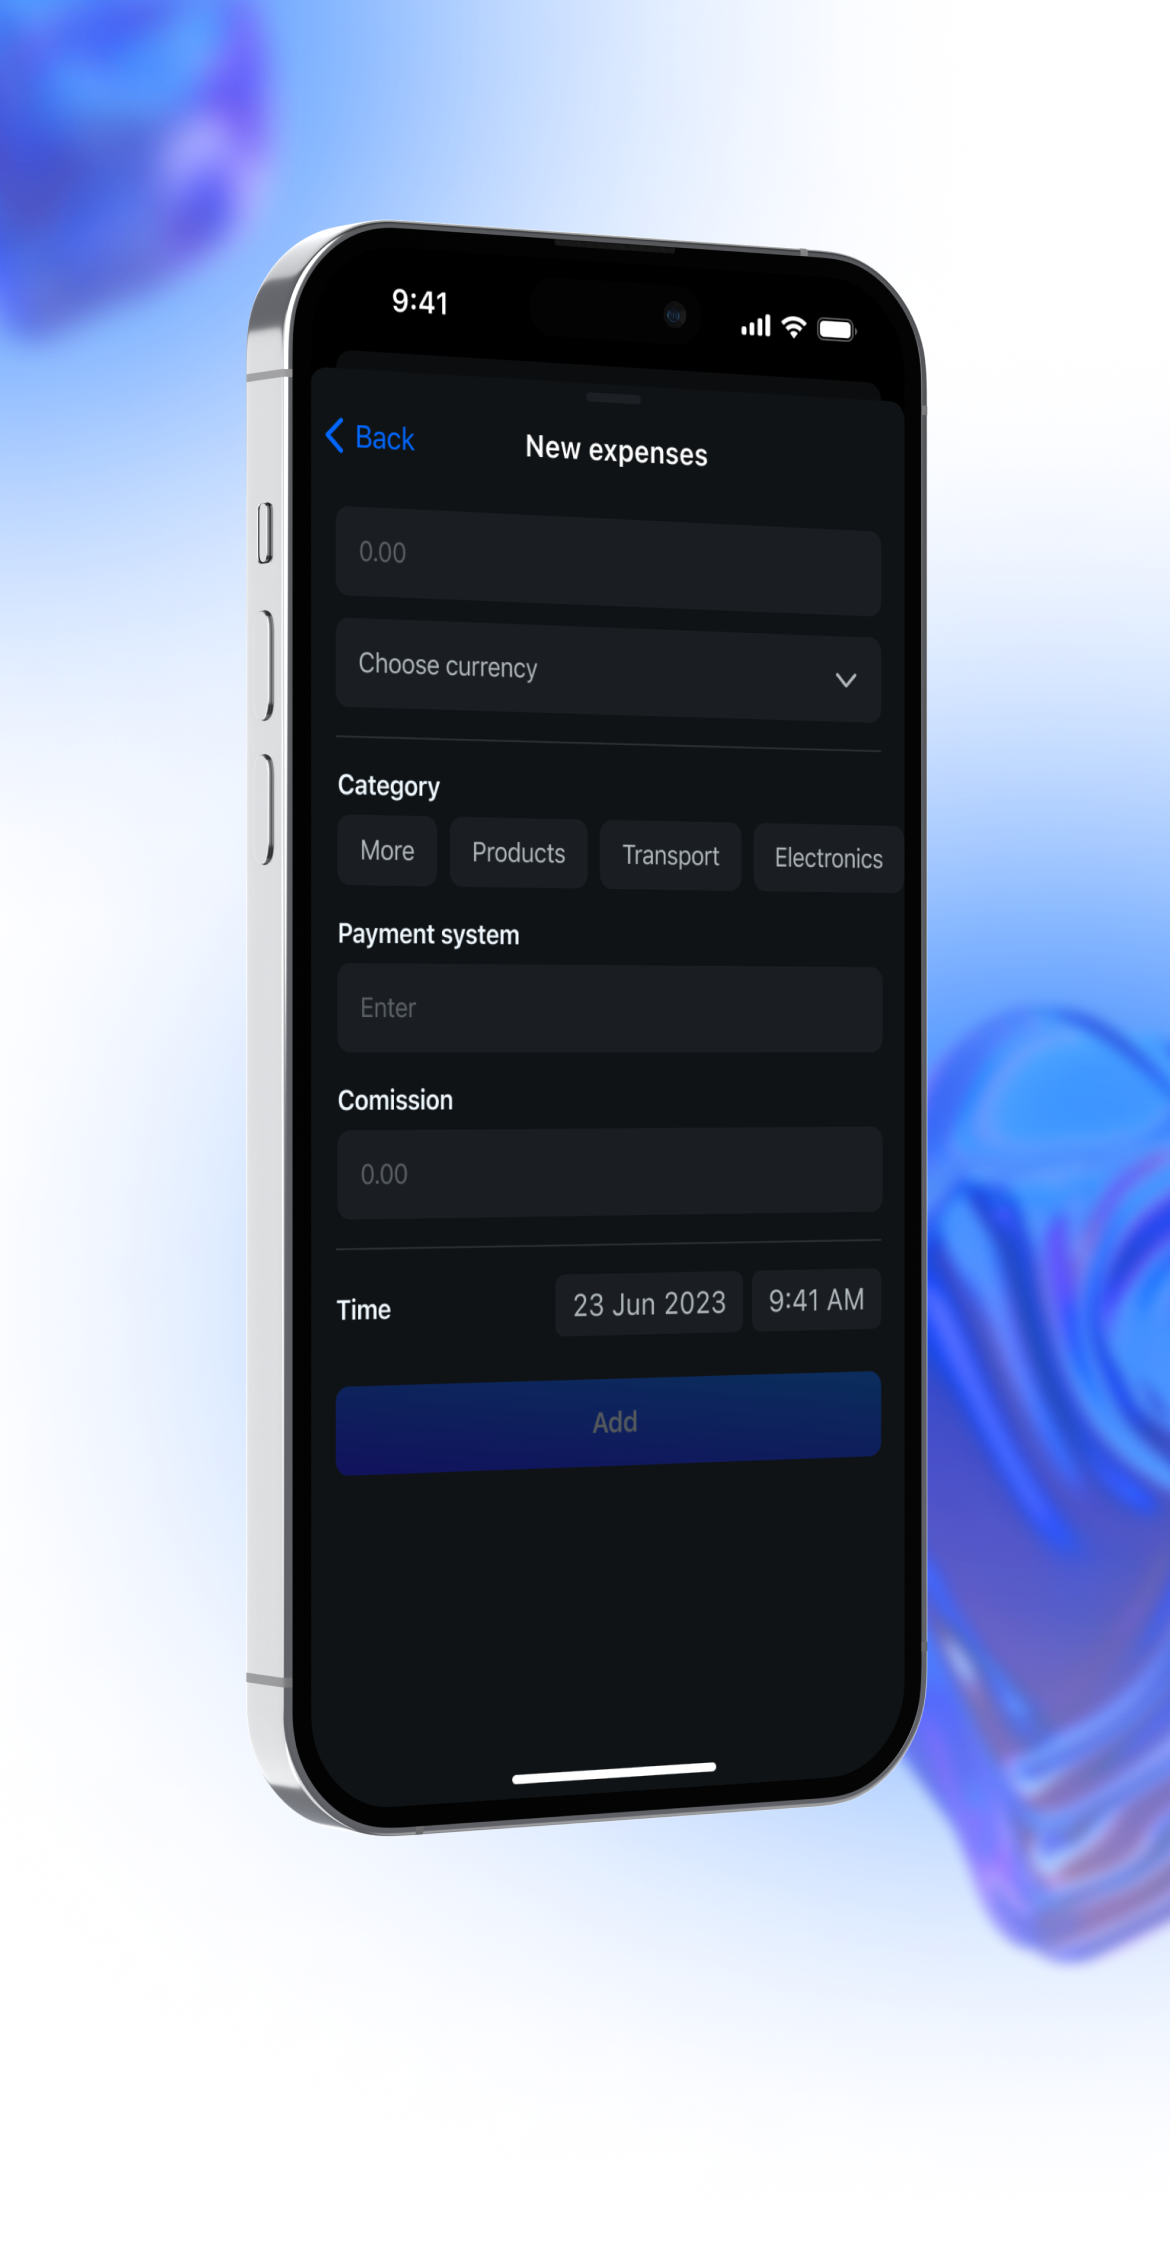 9:41
Back
New expenses
0.00
Choose currency
Category
More Products Transport Electronics
Payment system
Enter
Comission
0.00
Time 23 Jun 2023 9:41 AM
Add